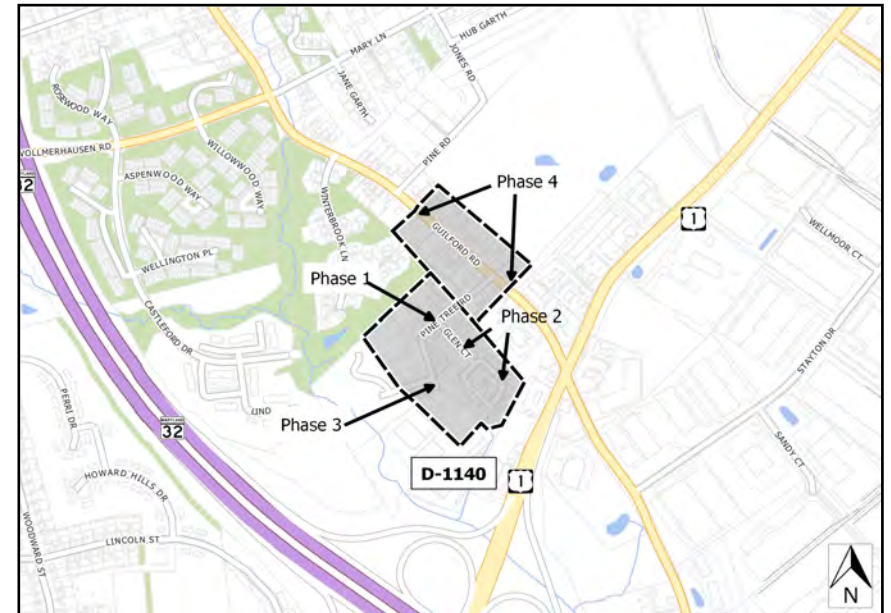 HUB GARTH
MARY LN
JONES RD
JANE GARTH
ROSEWOOD WAY
WILLOWWOOD WAY
VOLLMERHAUSEN RD
PINE RD
ASPENWOOD WAY
32
WINTERBROOK LN
Phase 4
1
WELLMOOR CT
GUILFORD RD
WELLINGTON PL
Phase 1
PINE TREE RD
Phase 2
GLEN CT
CASTLEFORD DR
STAYTON DR
PERRI DR
LIND
MARYLAND
32
Phase 3
D-1140
1
SANDY CT
HOWARD HILLS DR
WOODWARD ST
LINCOLN ST
N